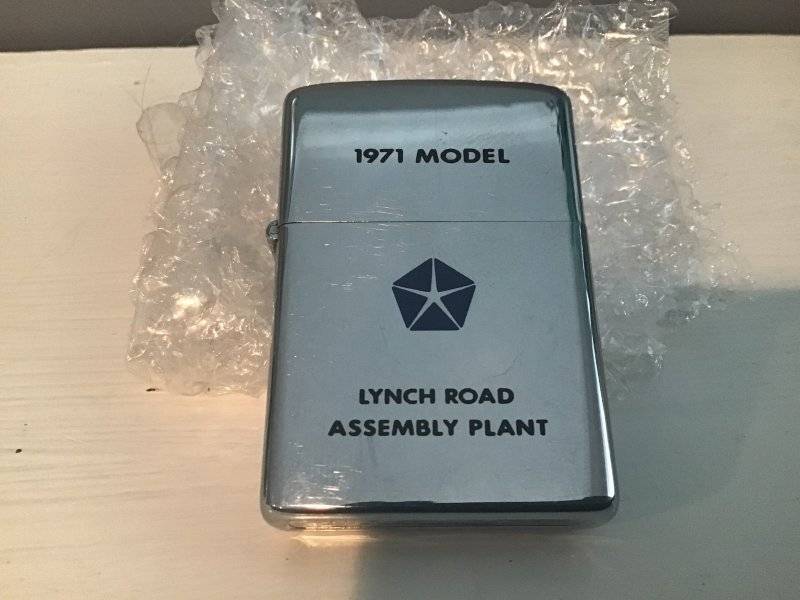 1971 MODEL
LYNCH ROAD
ASSEMBLY PLANT